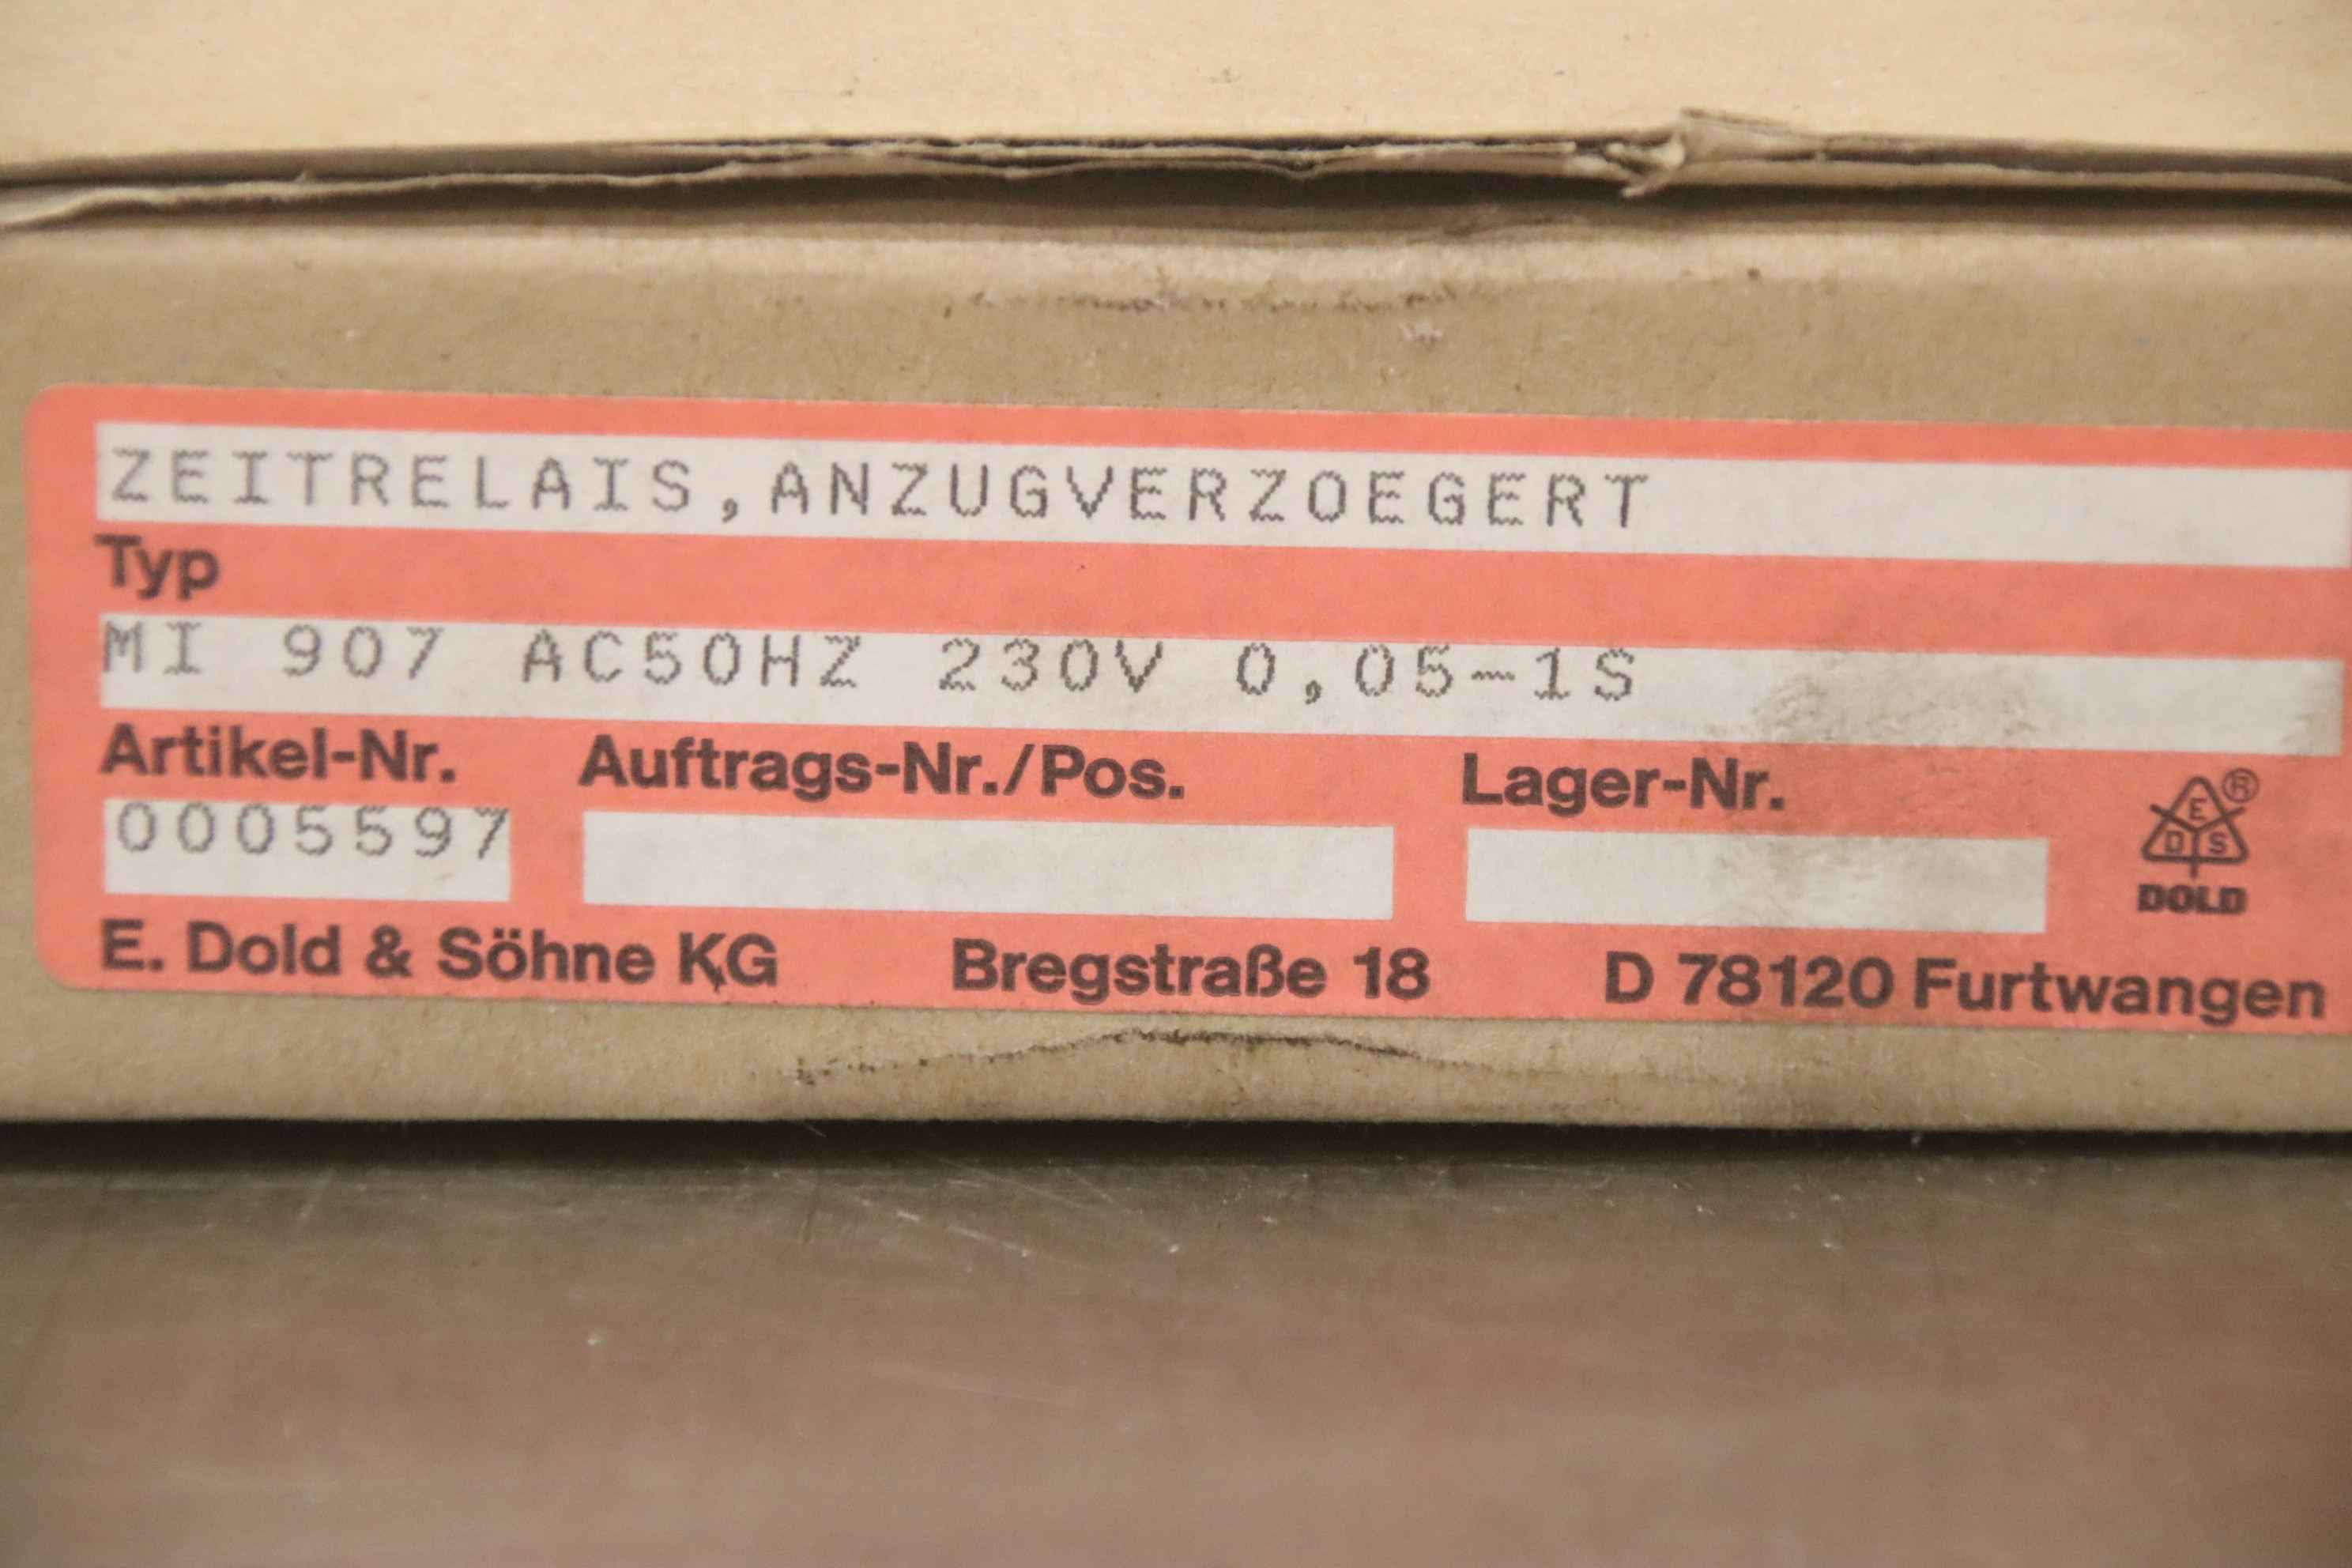 ZEITRELAIS,ANZUGVERZOEGERT
Typ
MI 907 AC50HZ 230V 0,05-1S
Artikel-Nr. Auftrags-Nr./Pos. Lager-Nr.
0005597
E D S ®
DOLD
E. Dold & Söhne KG Bregstraße 18 D 78120 Furtwangen